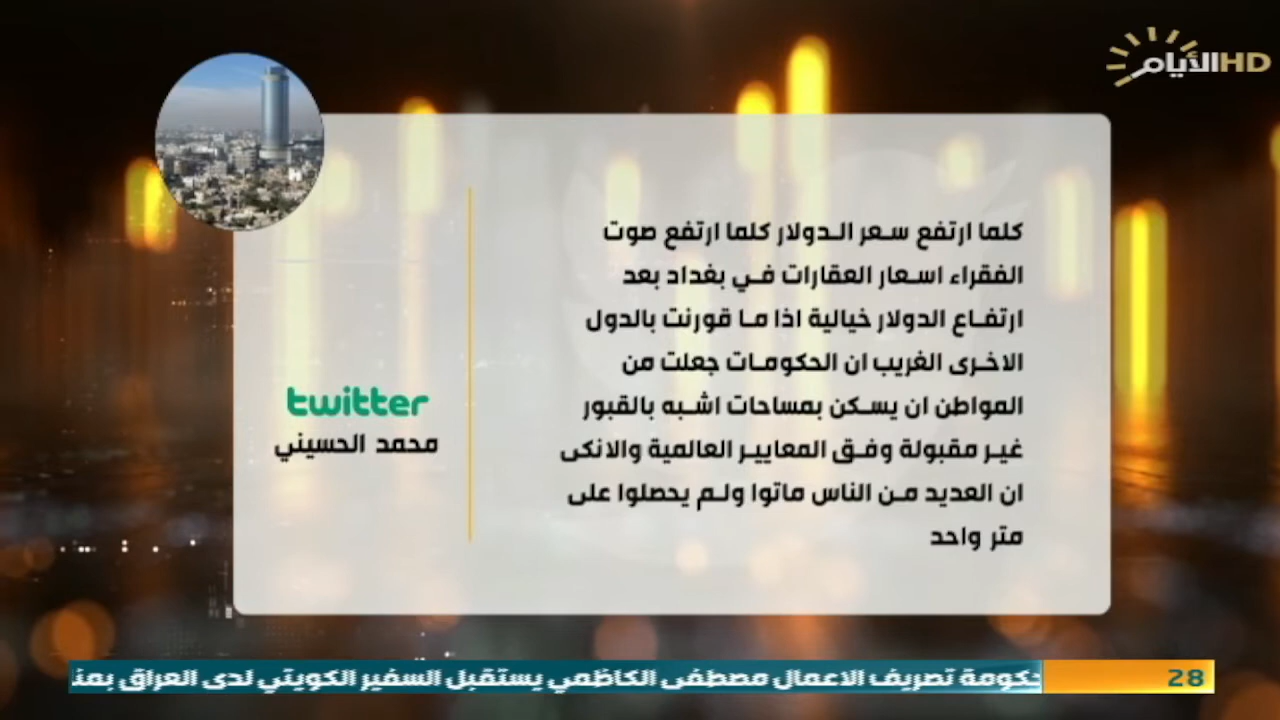 الأيام HD
كلما ارتفع سعر الدولار كلما ارتفع صوت
الفقراء اسعار العقارات في بغداد بعد
ارتفاع الدولار خيالية اذا ما قورنت بالدول
الاخرى الغريب ان الحكومات جعلت من
المواطن ان يسكن بمساحات اشبه بالقبور
غير مقبولة وفق المعايير العالمية والانكى
ان العديد من الناس ماتوا ولم يحصلوا على
متر واحد
twitter
محمد الحسيني
28
تصريف الاعمال مصطفى الكاظمي يستقبل السفير الكويتي لدى العراق